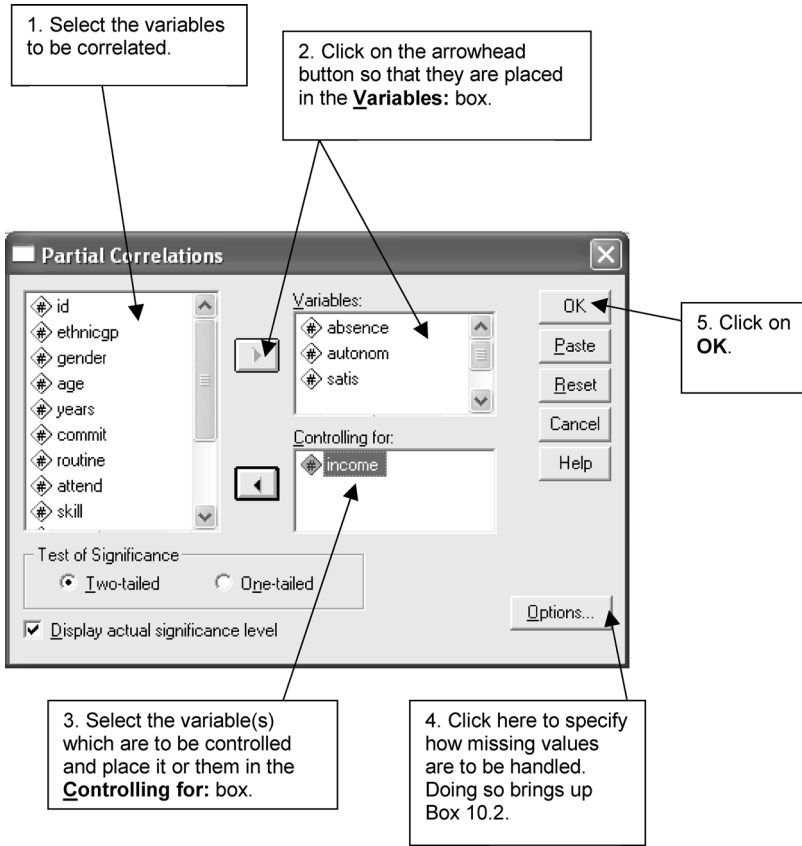 1. Select the variables
to be correlated.
2. Click on the arrowhead
button so that they are placed
in the Variables: box.
Partial Correlations
id
ethnicgp
gender
age
years
commit
routine
attend
skill
Variables:
absence
autonom
satis
Controlling for:
income
OK
Paste
Reset
Cancel
Help
5. Click on
OK.
Test of Significance
Two-tailed
One-tailed
Display actual significance level
Options...
3. Select the variable(s)
which are to be controlled
and place it or them in the
Controlling for: box.
4. Click here to specify
how missing values
are to be handled.
Doing so brings up
Box 10.2.